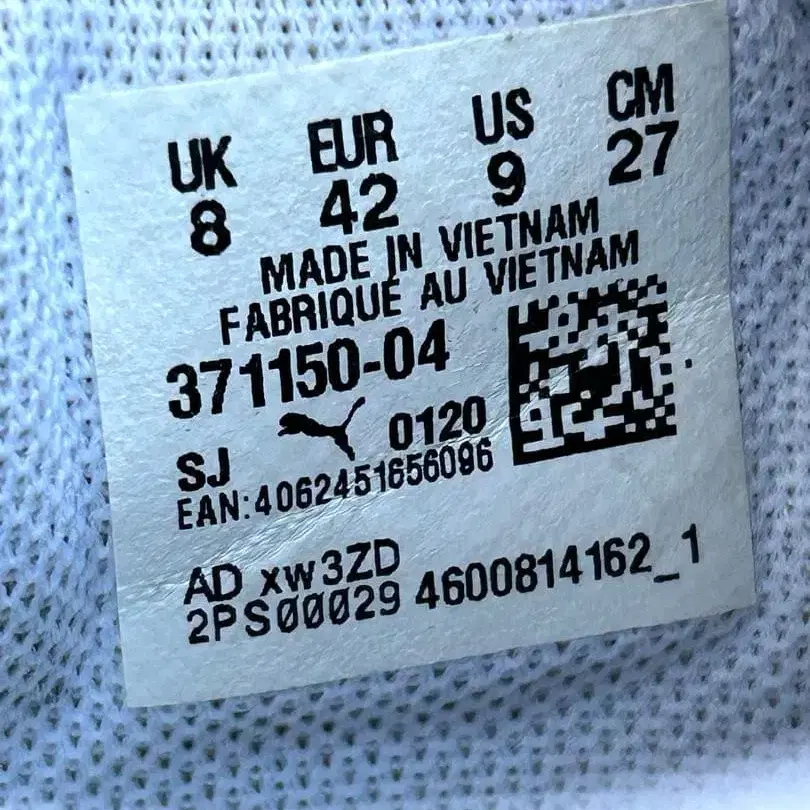 UK EUR US CM
8 42 9 27
MADE IN VIETNAM
FABRIQUÉ AU VIETNAM
371150-04
SJ 0120
EAN:4062451656096
AD xw3ZD
2PS00029 4600814162_1